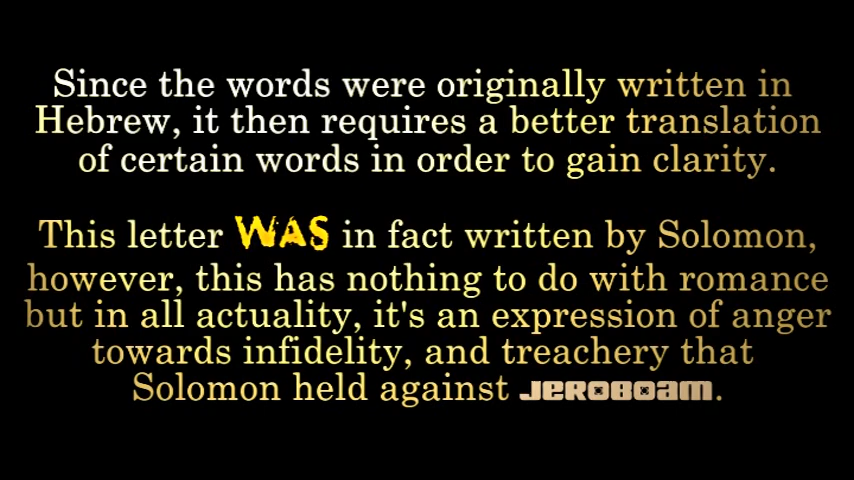 Since the words were originally written in
Hebrew, it then requires a better translation
of certain words in order to gain clarity.
This letter WAS in fact written by Solomon,
however, this has nothing to do with romance
but in all actuality, it's an expression of anger
towards infidelity, and treachery that
Solomon held against JEROBOAM.